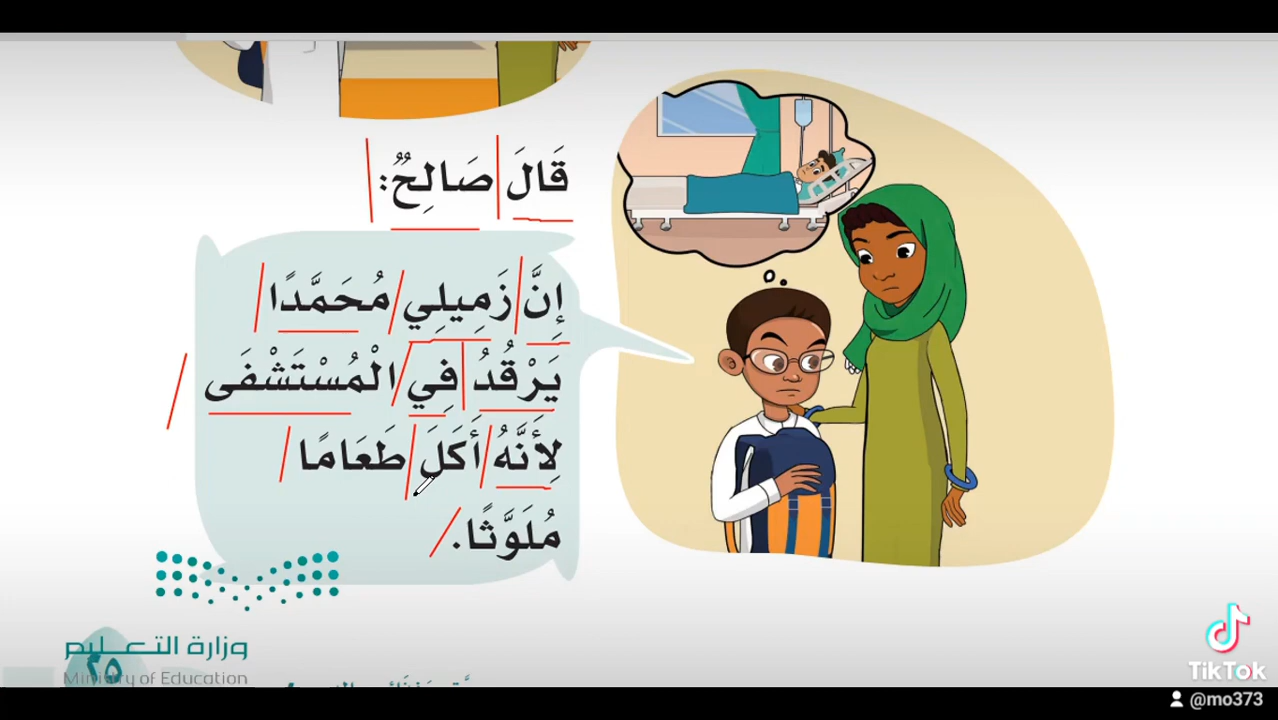 قَالَ صَالِحٌ:
إِنَّ زَمِيلِي مُحَمَّدًا
يَرْقُدُ فِي الْمُسْتَشْفَى
لِأَنَّهُ أَكَلَ طَعَامًا
مُلَوَّثًا.
وزارة التعليم
Ministry of Education
٢٥
TikTok
@mo373